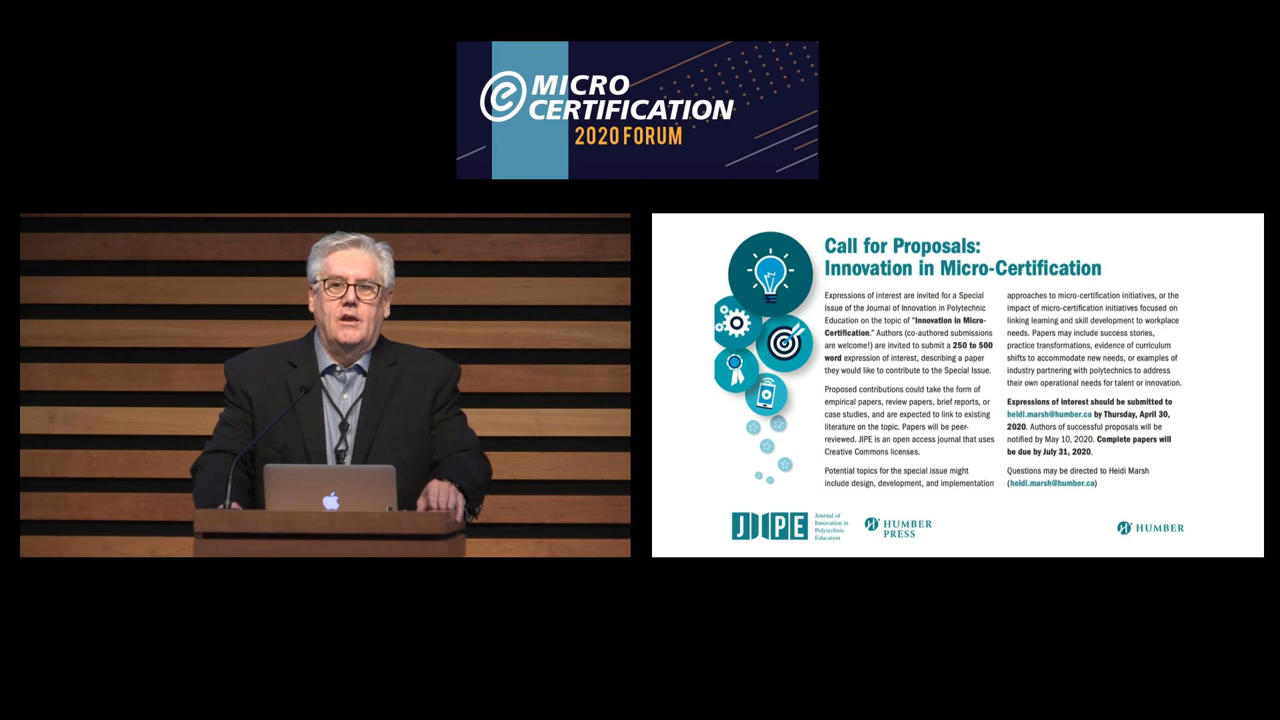 MICRO
CERTIFICATION
2020 FORUM
Call for Proposals:
Innovation in Micro-Certification
Expressions of interest are invited for a Special
Issue of the Journal of Innovation in Polytechnic
Education on the topic of “Innovation in Micro-
Certification.” Authors (co-authored submissions
are welcome!) are invited to submit a 250 to 500
word expression of interest, describing a paper
they would like to contribute to the Special Issue.
Proposed contributions could take the form of
empirical papers, review papers, brief reports, or
case studies, and are expected to link to existing
literature on the topic. Papers will be peer-
reviewed. JIPE is an open access journal that uses
Creative Commons licenses.
Potential topics for the special issue might
include design, development, and implementation
approaches to micro-certification initiatives, or the
impact of micro-certification initiatives focused on
linking learning and skill development to workplace
needs. Papers may include success stories,
practice transformations, evidence of curriculum
shifts to accommodate new needs, or examples of
industry partnering with polytechnics to address
their own operational needs for talent or innovation.
Expressions of interest should be submitted to
heidi.marsh@humber.ca by Thursday, April 30,
2020. Authors of successful proposals will be
notified by May 10, 2020. Complete papers will
be due by July 31, 2020.
Questions may be directed to Heidi Marsh
(heidi.marsh@humber.ca)
JIPE
Journal of
Innovation in
Polytechnic
Education
HUMBER
PRESS
HUMBER